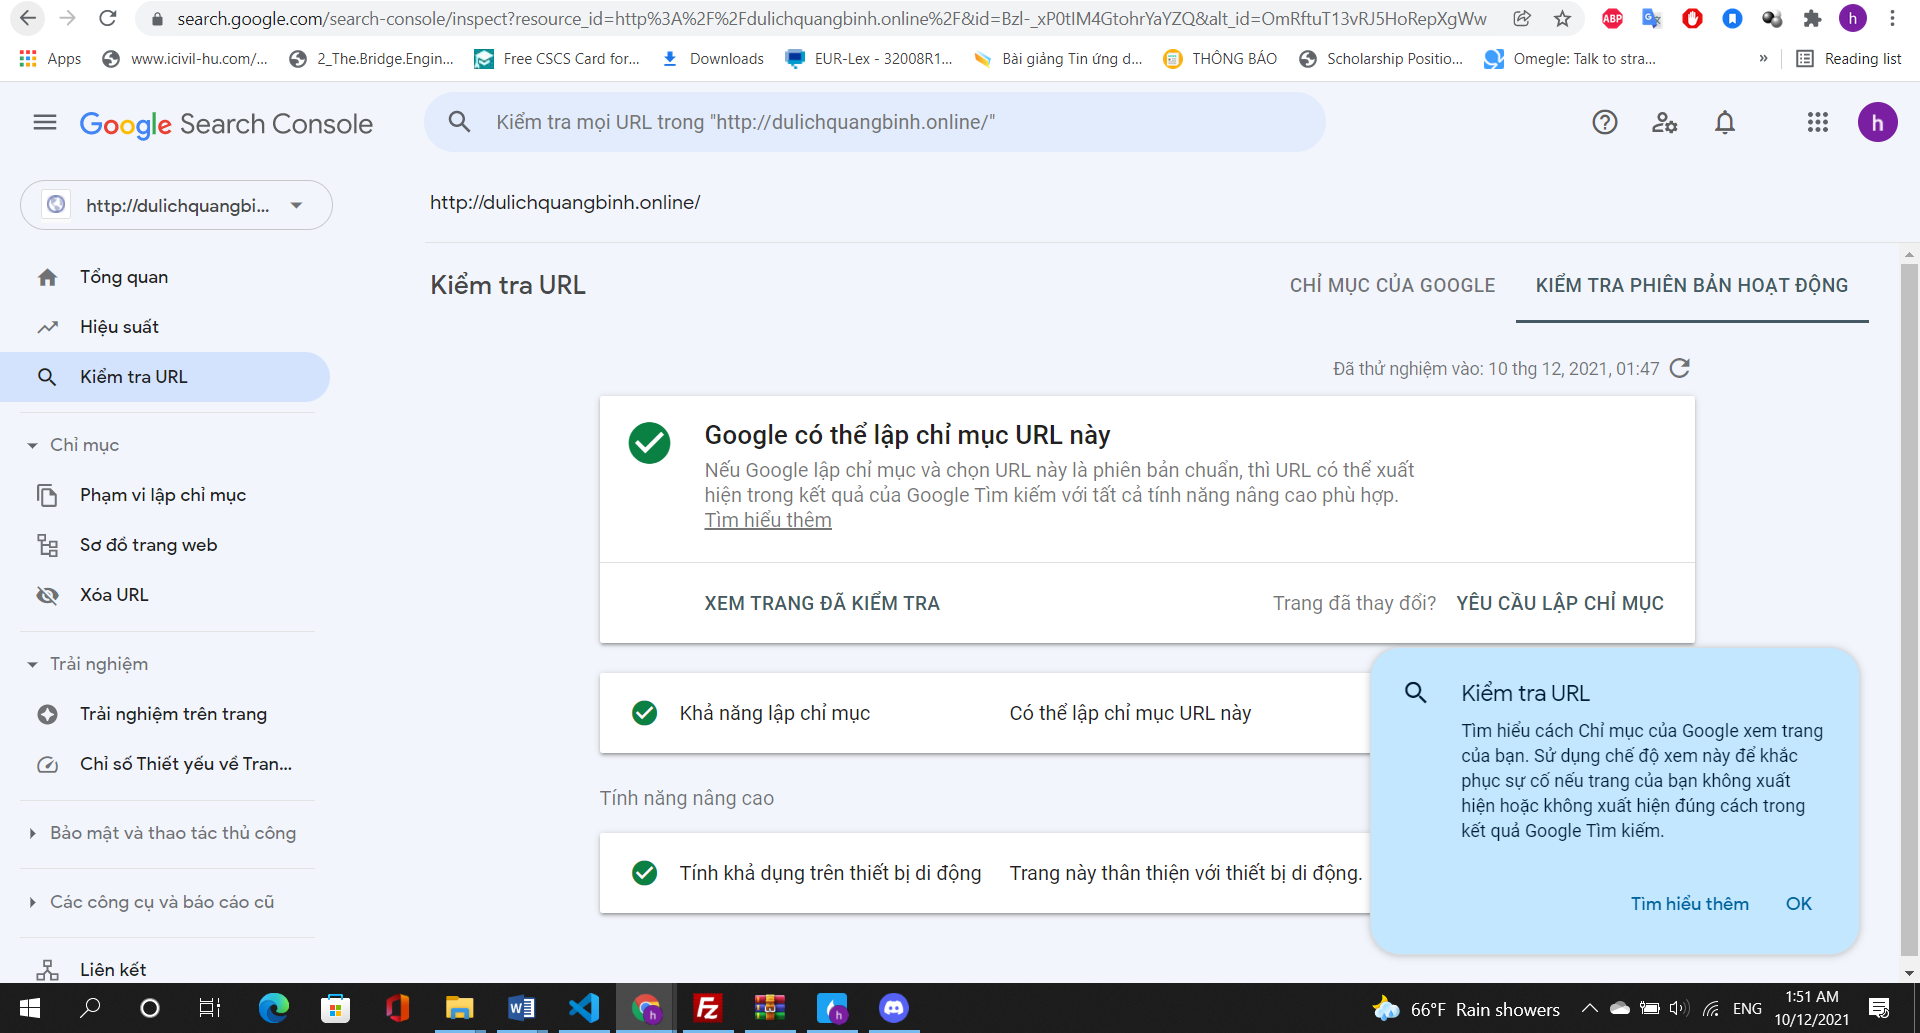 search.google.com/search-console/inspect?resource_id=http%3A%2F%2Fdulichquangbinh.online%2F&id=Bzl-_xP0tIM4GtohrYaYZQ&alt_id=OmRftuT13vRJ5HoRepXgWw
ABP
h
Apps
www.icivil-hu.com/...
2_The.Bridge.Engin...
Free CSCS Card for...
Downloads
EUR-Lex - 32008R1...
Bài giảng Tin ứng d...
THÔNG BÁO
Scholarship Positio...
Omegle: Talk to stra...
»
Reading list
Google Search Console
Kiểm tra mọi URL trong "http://dulichquangbinh.online/"
h
http://dulichquangbi...
http://dulichquangbinh.online/
Tổng quan
Hiệu suất
Kiểm tra URL
Chỉ mục
Phạm vi lập chỉ mục
Sơ đồ trang web
Xóa URL
Trải nghiệm
Trải nghiệm trên trang
Chỉ số Thiết yếu về Tran...
Bảo mật và thao tác thủ công
Các công cụ và báo cáo cũ
Liên kết
Kiểm tra URL
CHỈ MỤC CỦA GOOGLE
KIỂM TRA PHIÊN BẢN HOẠT ĐỘNG
Đã thử nghiệm vào: 10 thg 12, 2021, 01:47
Google có thể lập chỉ mục URL này
Nếu Google lập chỉ mục và chọn URL này là phiên bản chuẩn, thì URL có thể xuất
hiện trong kết quả của Google Tìm kiếm với tất cả tính năng nâng cao phù hợp.
Tìm hiểu thêm
XEM TRANG ĐÃ KIỂM TRA
Trang đã thay đổi?
YÊU CẦU LẬP CHỈ MỤC
Khả năng lập chỉ mục
Có thể lập chỉ mục URL này
Tính năng nâng cao
Tính khả dụng trên thiết bị di động
Trang này thân thiện với thiết bị di động.
Kiểm tra URL
Tìm hiểu cách Chỉ mục của Google xem trang
của bạn. Sử dụng chế độ xem này để khắc
phục sự cố nếu trang của bạn không xuất
hiện hoặc không xuất hiện đúng cách trong
kết quả Google Tìm kiếm.
Tìm hiểu thêm
OK
66°F Rain showers
ENG
1:51 AM
10/12/2021